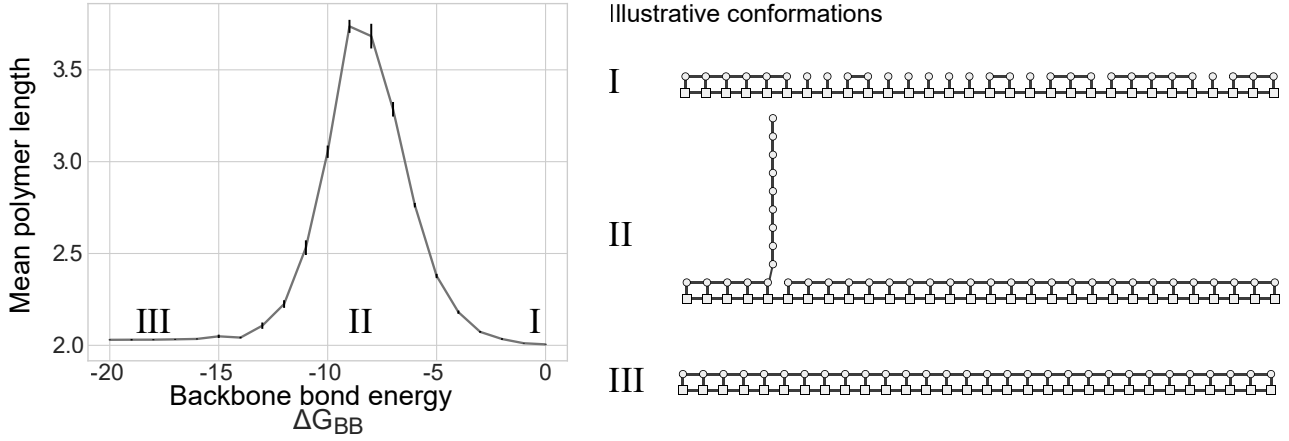 Mean polymer length
3.5
3.0
2.5
2.0
III
II
I
-20
-15
-10
-5
0
Backbone bond energy
ΔG_BB
Illustrative conformations
I
II
III